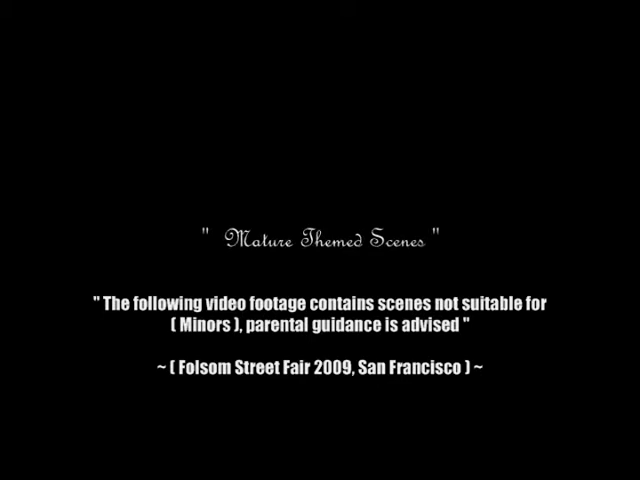 " Mature Themed Scenes "
" The following video footage contains scenes not suitable for
( Minors ), parental guidance is advised "
~ ( Folsom Street Fair 2009, San Francisco ) ~